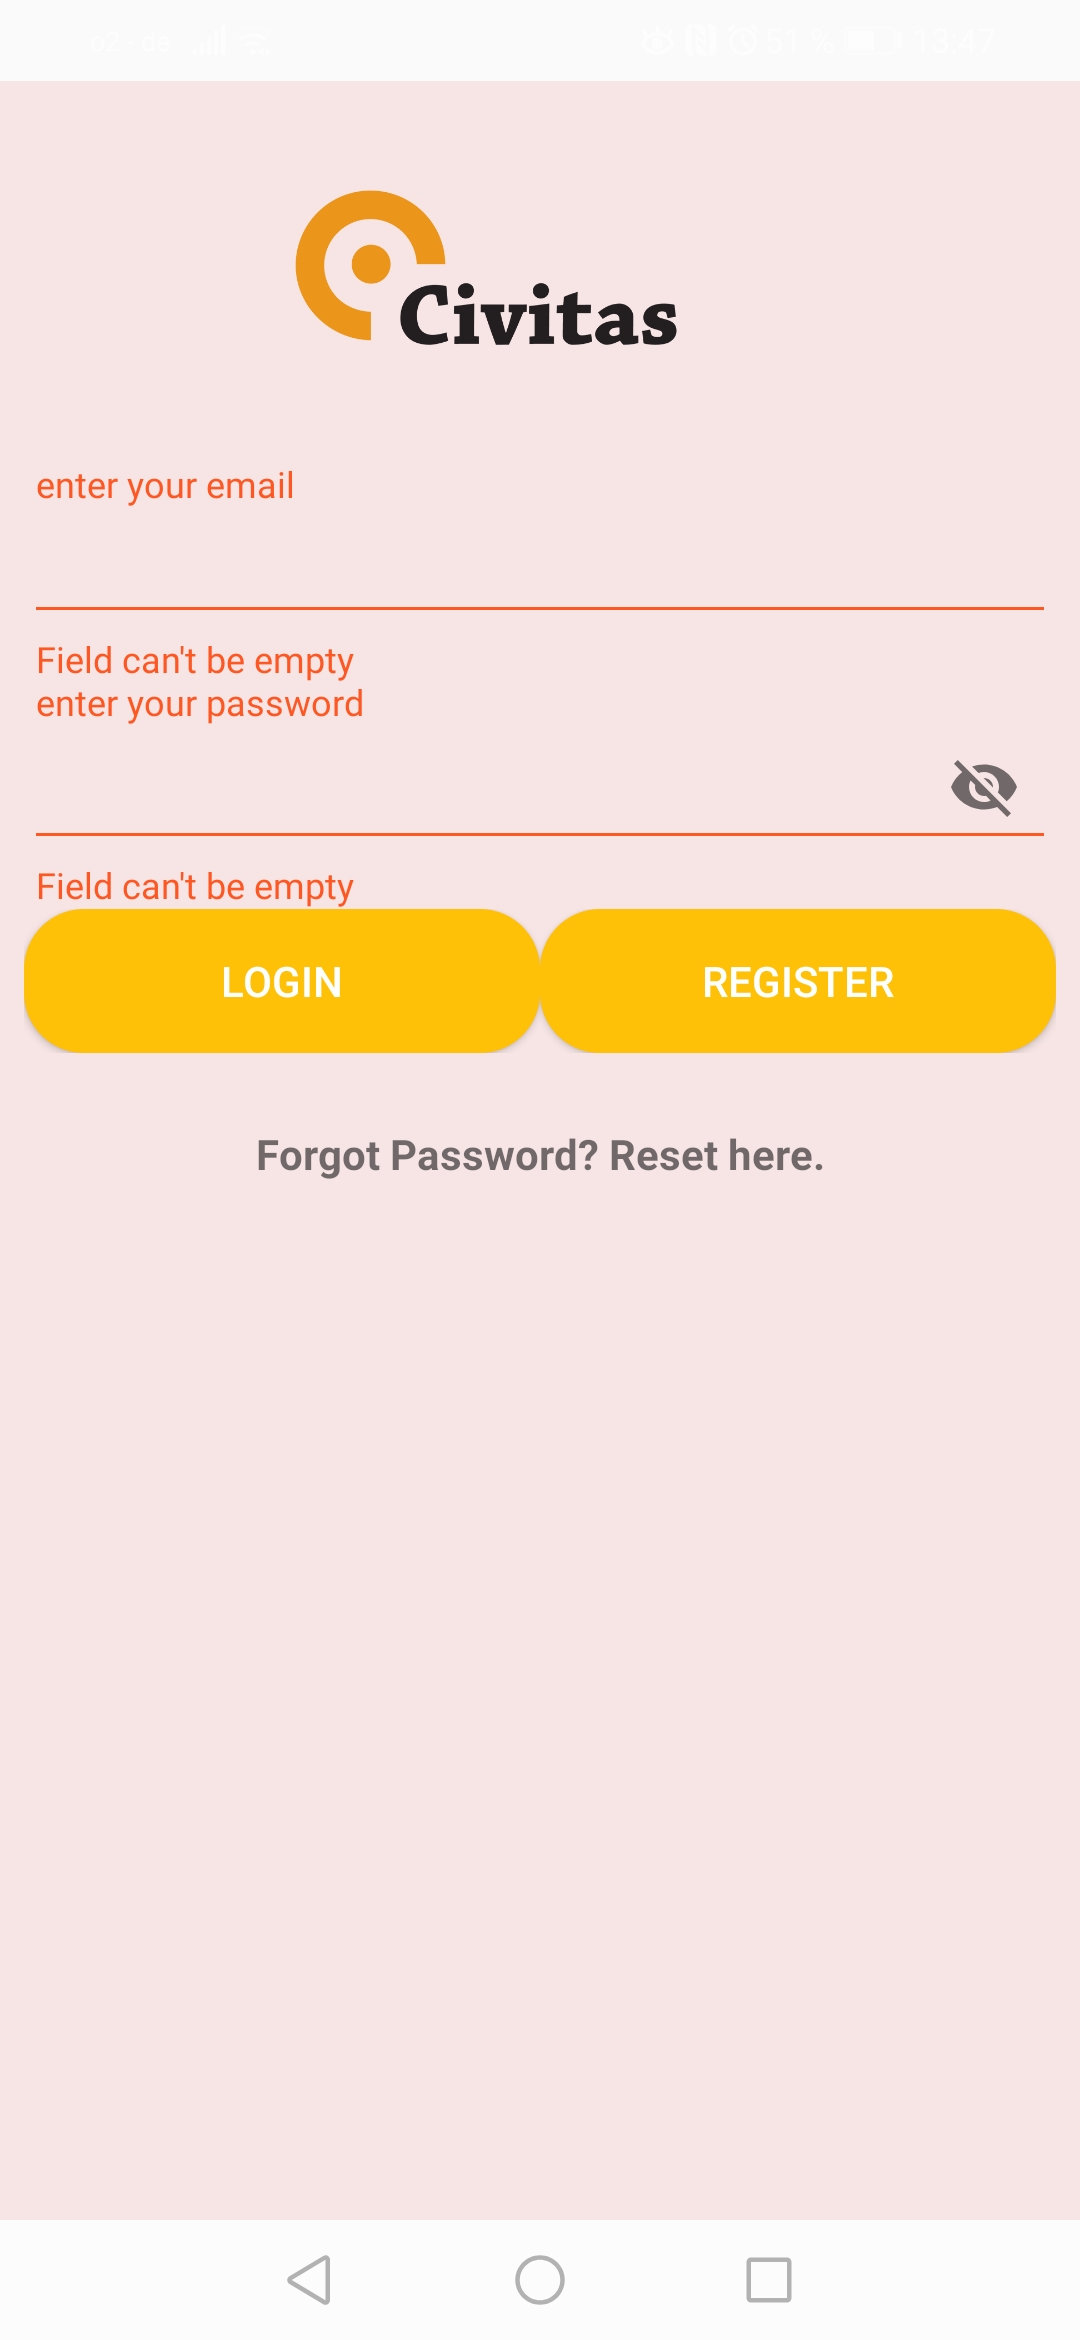 o2 - de 51 % 13:47
Civitas
enter your email
Field can't be empty
enter your password
Field can't be empty
LOGIN REGISTER
Forgot Password? Reset here.